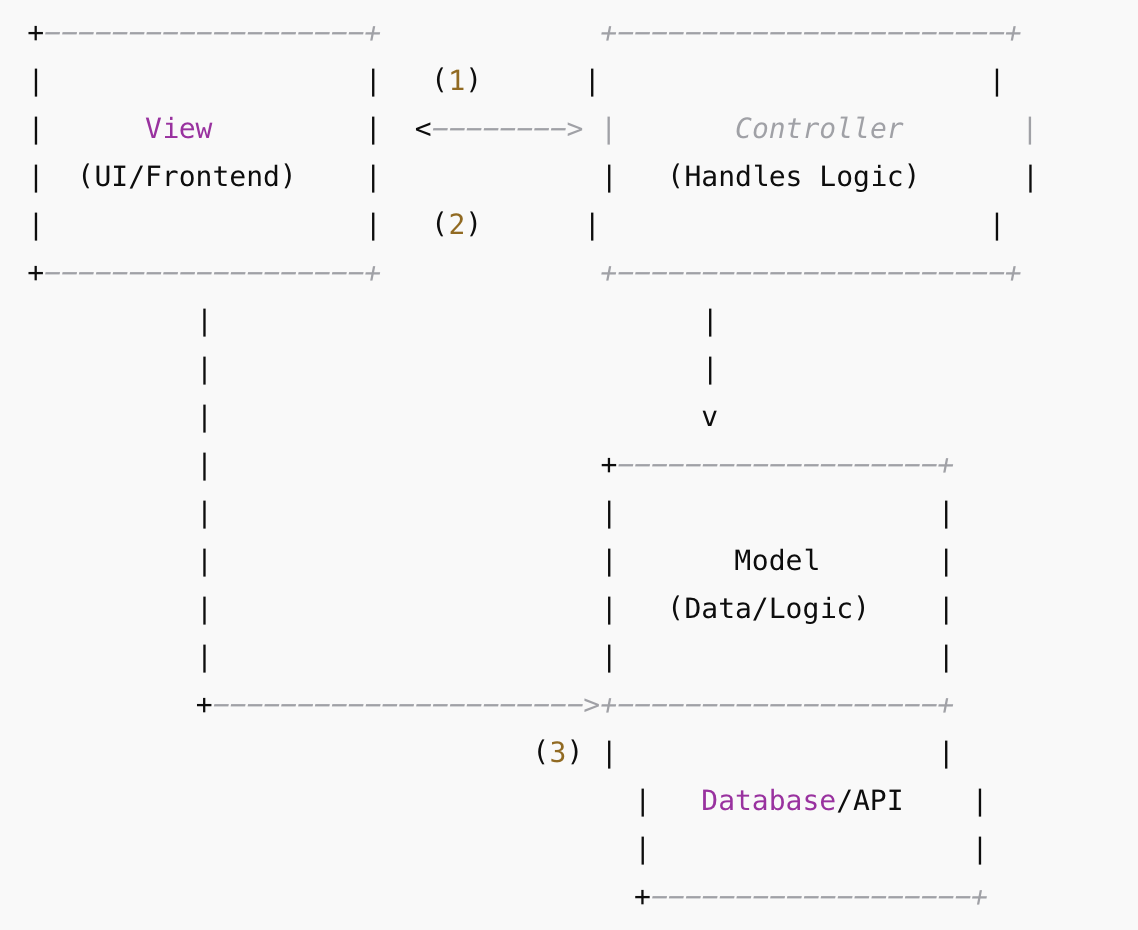 +-------------------+             +------------------------+
|                   |   (1)      |                       |
|      View         |  <--------> |       Controller       |
|  (UI/Frontend)    |             |   (Handles Logic)      |
|                   |   (2)      |                       |
+-------------------+             +------------------------+
          |                             |
          |                             |
          |                             v
          |                       +-------------------+
          |                       |                   |
          |                       |       Model       |
          |                       |   (Data/Logic)    |
          |                       |                   |
          +---------------------->+-------------------+
                              (3) |                   |
                                    |   Database/API    |
                                    |                   |
                                    +-------------------+